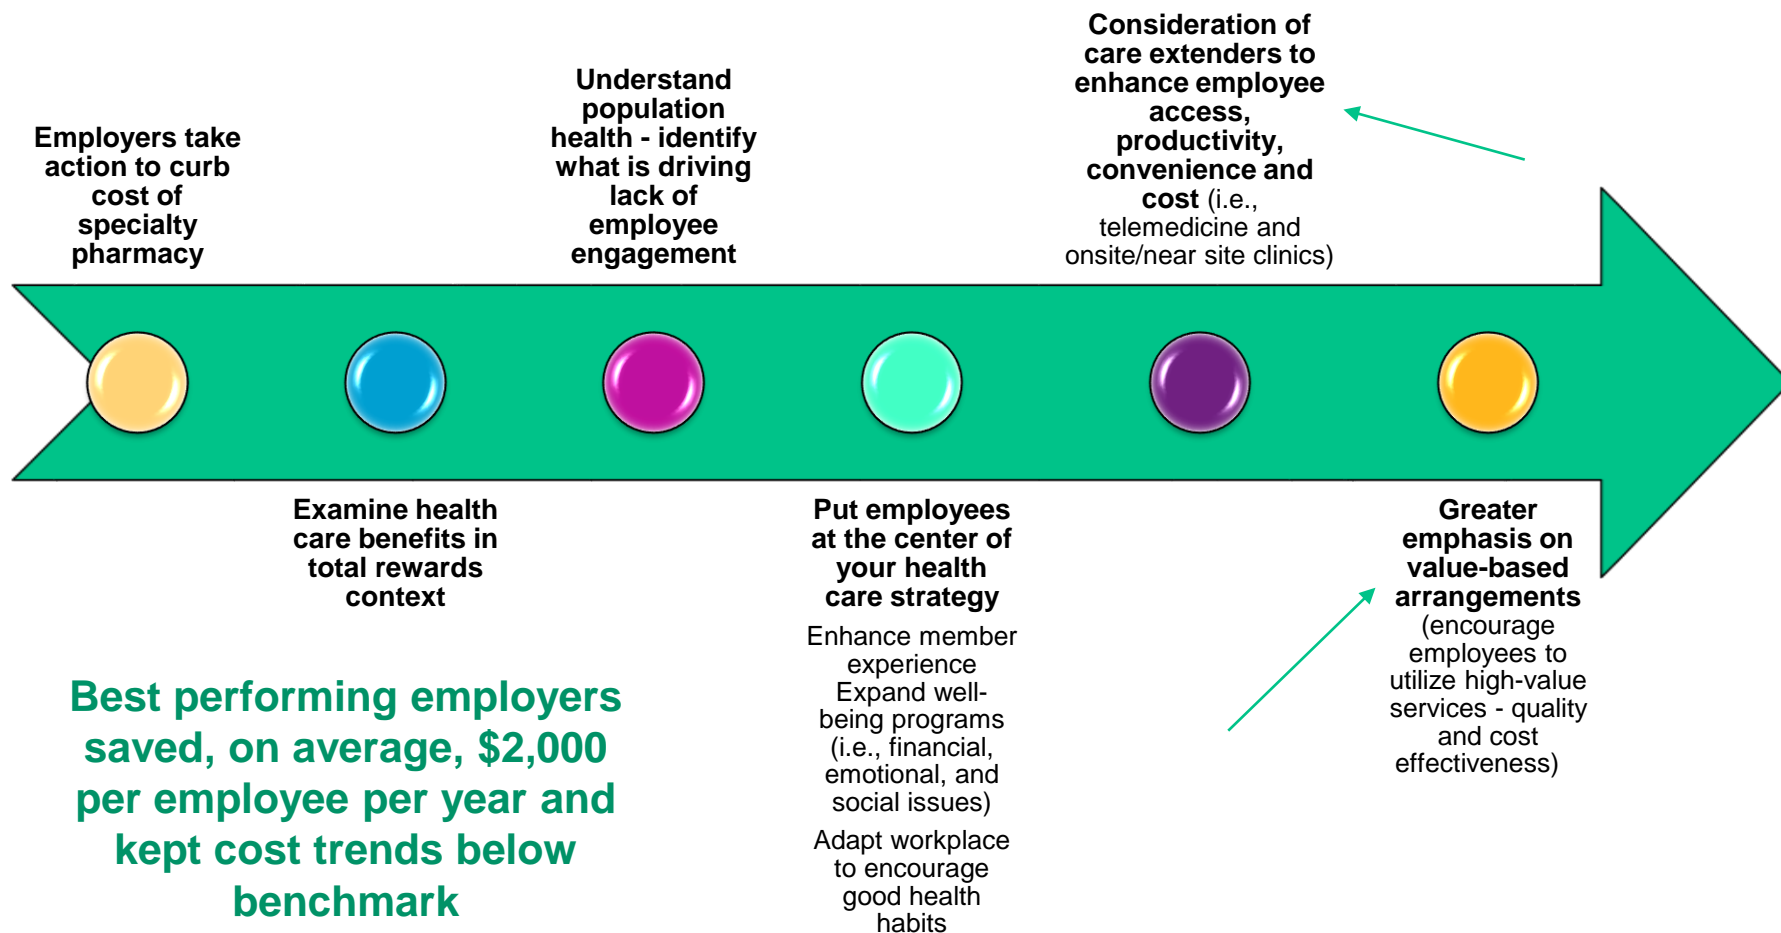 Employers take
action to curb
cost of
specialty
pharmacy
Understand
population
health - identify
what is driving
lack of
employee
engagement
Consideration of
care extenders to
enhance employee
access,
productivity,
convenience and
cost (i.e.,
telemedicine and
onsite/near site clinics)
Examine health
care benefits in
total rewards
context
Put employees
at the center of
your health
care strategy
Enhance member
experience
Expand well-
being programs
(i.e., financial,
emotional, and
social issues)
Adapt workplace
to encourage
good health
habits
Greater
emphasis on
value-based
arrangements
(encourage
employees to
utilize high-value
services - quality
and cost
effectiveness)
Best performing employers
saved, on average, $2,000
per employee per year and
kept cost trends below
benchmark